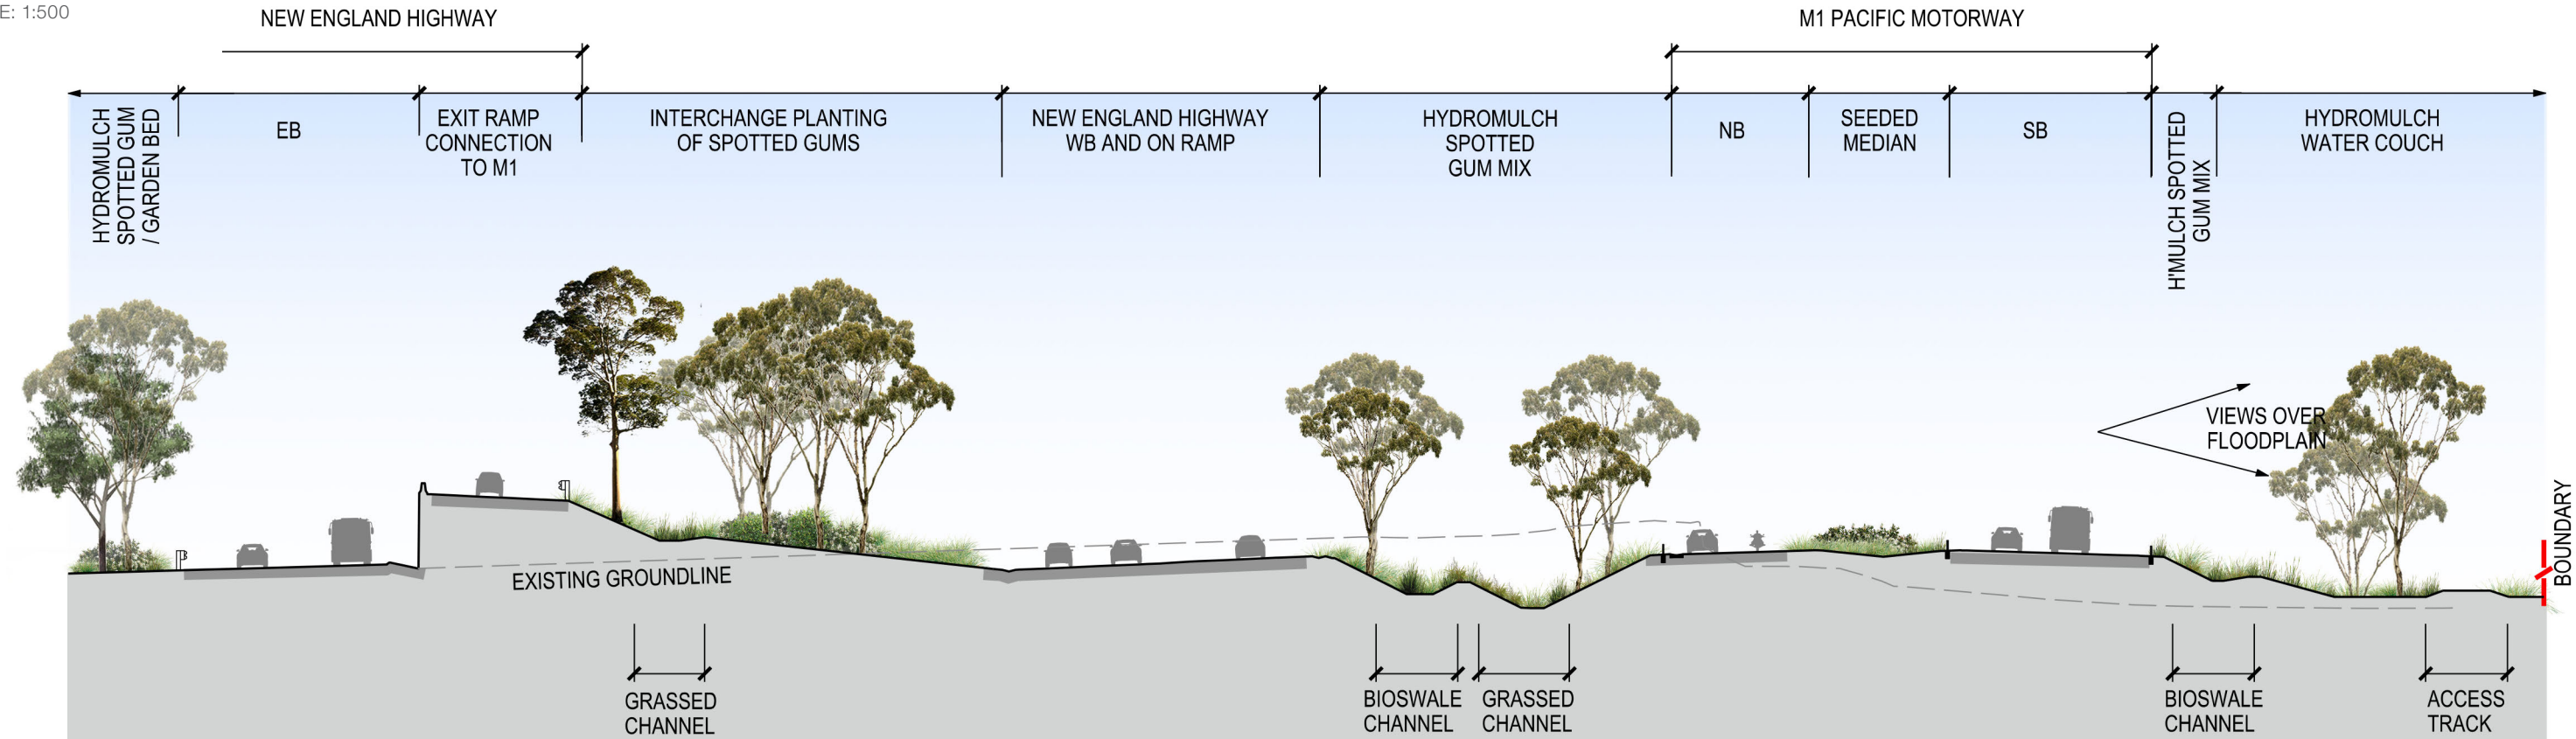 E: 1:500
NEW ENGLAND HIGHWAY
M1 PACIFIC MOTORWAY
HYDROMULCH
SPOTTED GUM
/ GARDEN BED
EB
EXIT RAMP
CONNECTION
TO M1
INTERCHANGE PLANTING
OF SPOTTED GUMS
NEW ENGLAND HIGHWAY
WB AND ON RAMP
HYDROMULCH
SPOTTED
GUM MIX
NB
SEEDED
MEDIAN
SB
H'MULCH SPOTTED
GUM MIX
HYDROMULCH
WATER COUCH
VIEWS OVER
FLOODPLAIN
BOUNDARY
EXISTING GROUNDLINE
GRASSED
CHANNEL
BIOSWALE
CHANNEL
GRASSED
CHANNEL
BIOSWALE
CHANNEL
ACCESS
TRACK